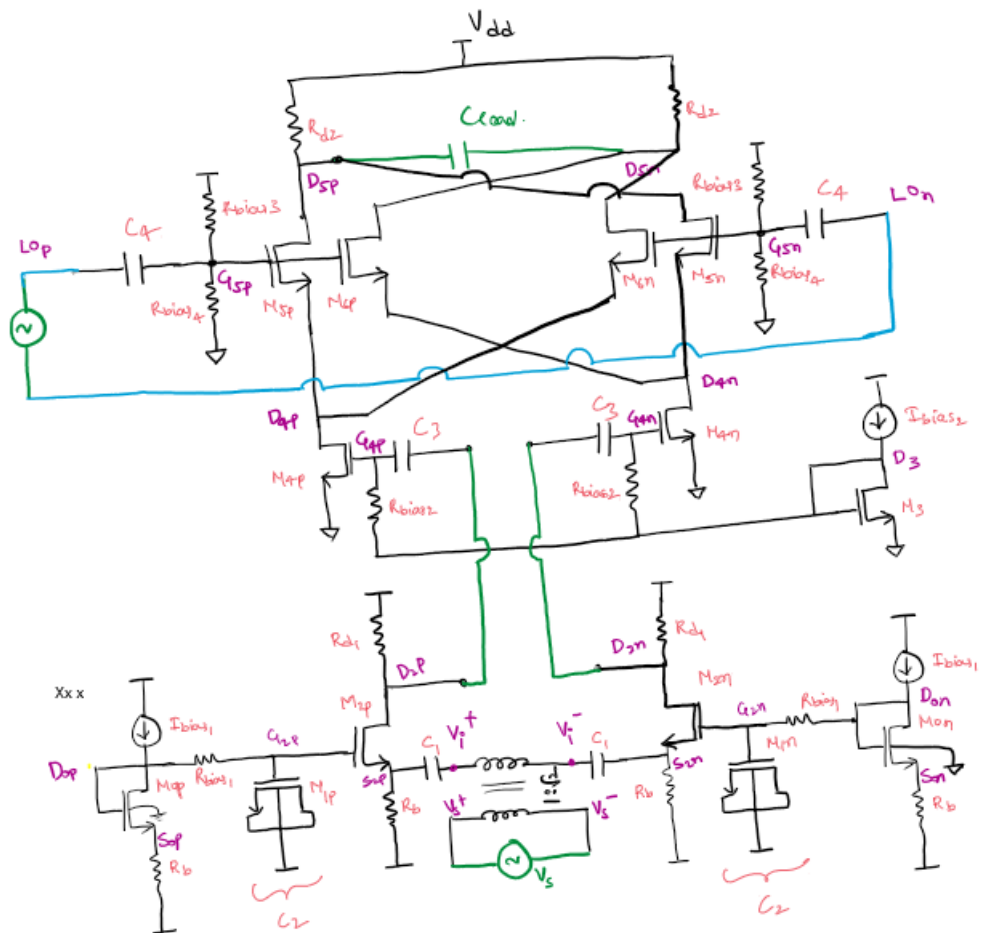 Vdd
Rd2
Cload.
Rd2
D5p
D5n
Rbias3
Rbias3
C4
C4
LOp
LOn
G5p
G5n
Rbias4
M5p
M6p
M6n
M5n
Rbias4
D4p
D4n
G4p
C3
C3
G4n
M4p
M4n
Ibias2
D3
Rbias2
Rbias2
M3
Rd1
Rd1
D2p
D2n
Xxx
M2p
M2n
Ibias1
Ibias1
G2p
G2n
Rbias1
D0n
M0n
D0p
Rbias1
M0p
M1p
S2p
C1
Vi+
Vi-
C1
S2n
M1n
S0p
Rb
Vs+
Vs-
Rb
S0n
Rb
Rb
Vs
C2
C2